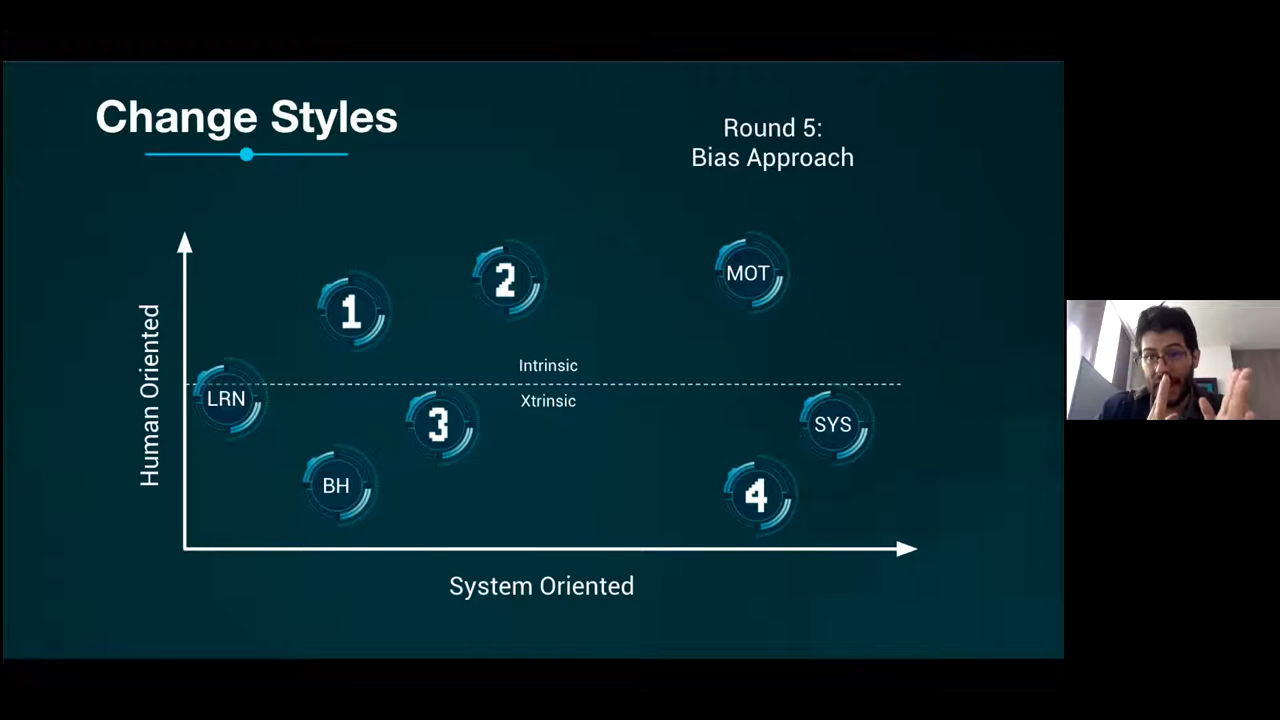 Change Styles
Round 5:
Bias Approach
Human Oriented
1
2
MOT
Intrinsic
Xtrinsic
LRN
3
SYS
BH
4
System Oriented